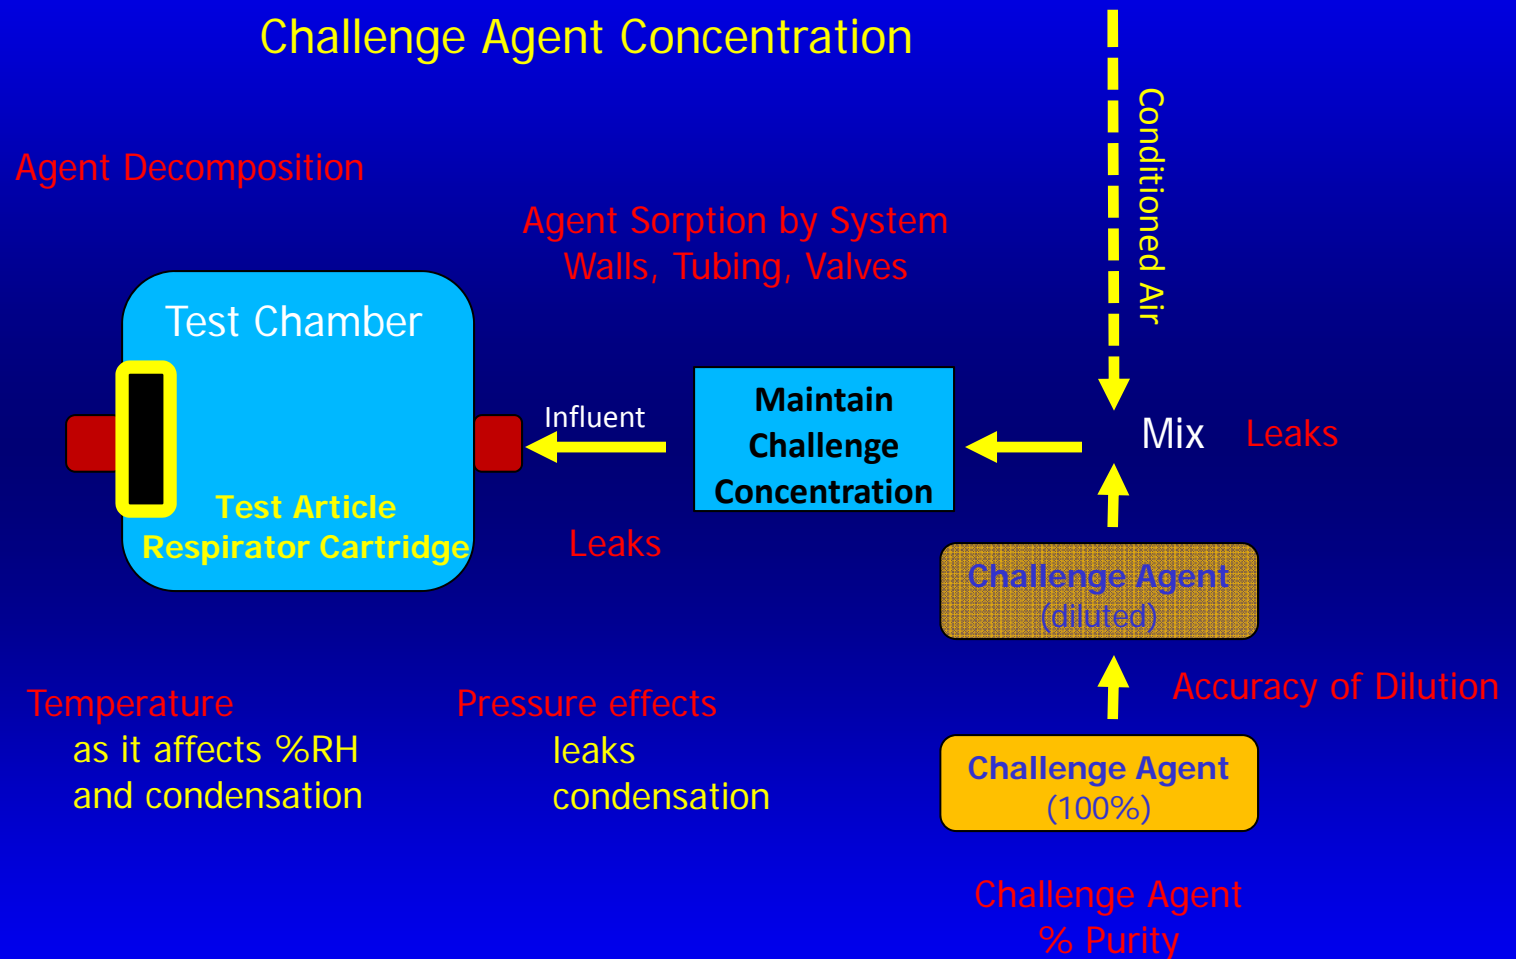 Challenge Agent Concentration
Conditioned Air
Agent Decomposition
Agent Sorption by System
Walls, Tubing, Valves
Test Chamber
Test Article
Respirator Cartridge
Influent
Leaks
Maintain
Challenge
Concentration
Mix
Leaks
Challenge Agent
(diluted)
Accuracy of Dilution
Challenge Agent
(100%)
Challenge Agent
% Purity
Temperature
as it affects %RH
and condensation
Pressure effects
leaks
condensation